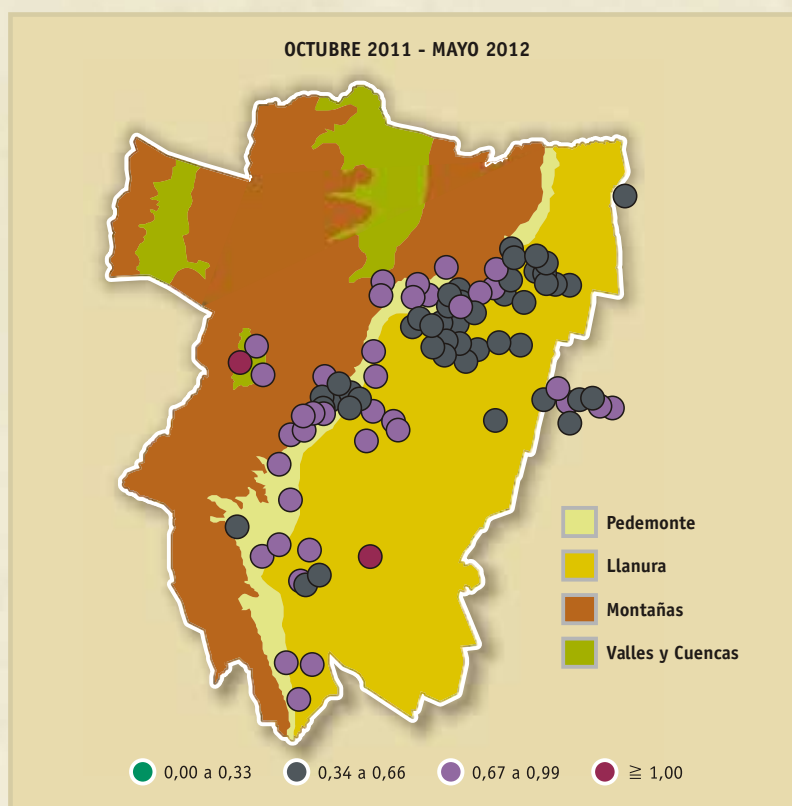 OCTUBRE 2011 - MAYO 2012
Pedemonte
Llanura
Montañas
Valles y Cuencas
0,00 a 0,33
0,34 a 0,66
0,67 a 0,99
≧ 1,00